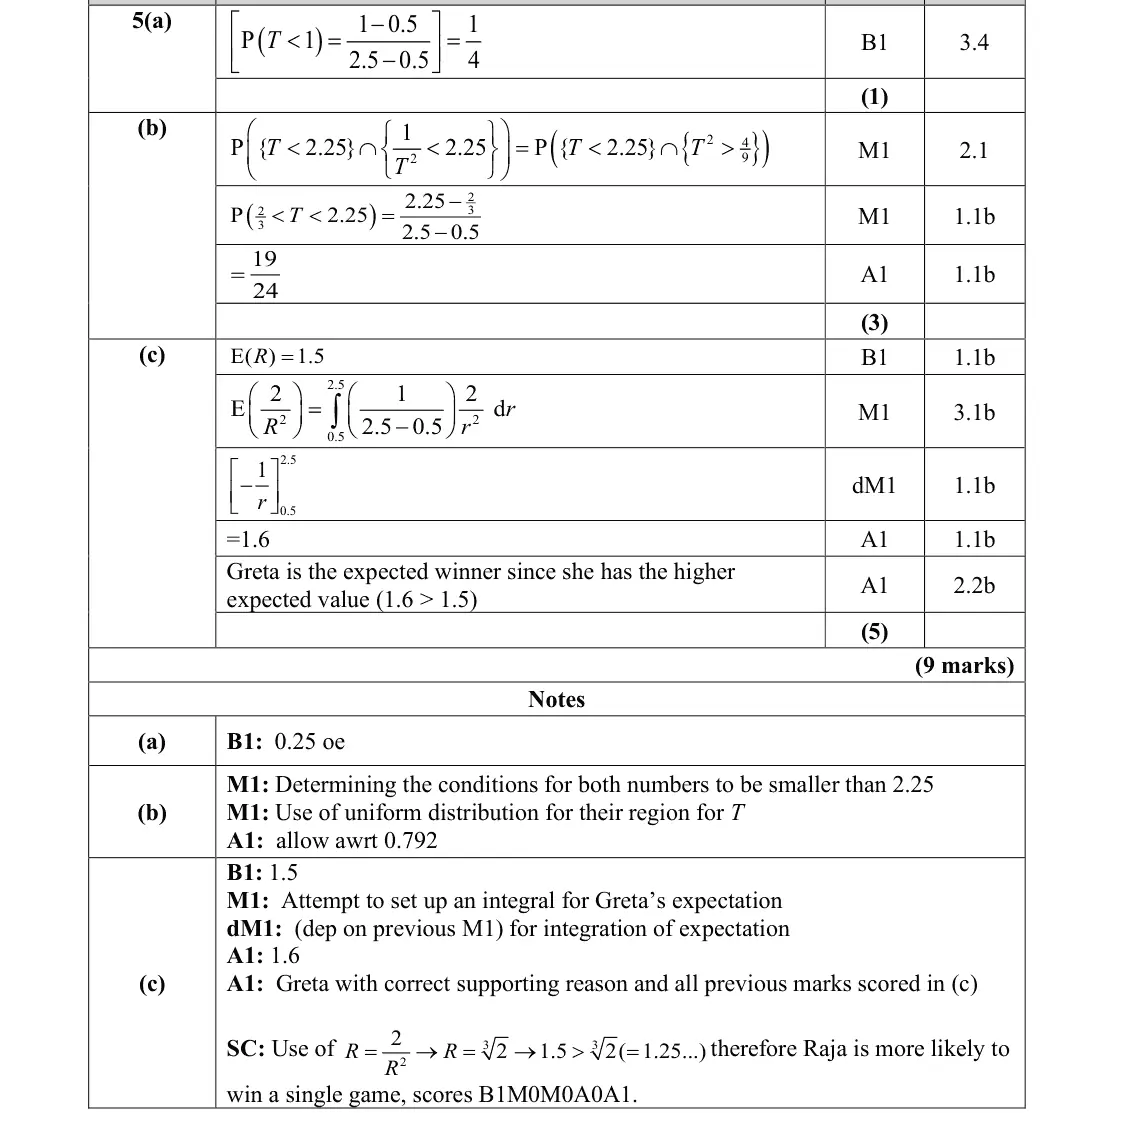 5(a) [P(T < 1) = (1 − 0.5)/(2.5 − 0.5)] = 1/4 B1 3.4
(1)
(b) P({T < 2.25} ∩ {1/T² < 2.25}) = P({T < 2.25} ∩ {T² > 4/9}) M1 2.1
P(2/3 < T < 2.25) = (2.25 − 2/3)/(2.5 − 0.5) M1 1.1b
= 19/24 A1 1.1b
(3)
(c) E(R) = 1.5 B1 1.1b
E(2/R²) = ∫_{0.5}^{2.5} (1/(2.5 − 0.5)) 2/r² dr M1 3.1b
[−1/r]_{0.5}^{2.5} dM1 1.1b
=1.6 A1 1.1b
Greta is the expected winner since she has the higher
expected value (1.6 > 1.5) A1 2.2b
(5)
(9 marks)
Notes
(a) B1: 0.25 oe
(b) M1: Determining the conditions for both numbers to be smaller than 2.25
M1: Use of uniform distribution for their region for T
A1: allow awrt 0.792
(c) B1: 1.5
M1: Attempt to set up an integral for Greta's expectation
dM1: (dep on previous M1) for integration of expectation
A1: 1.6
A1: Greta with correct supporting reason and all previous marks scored in (c)
SC: Use of R = 2/R² → R = ∛2 → 1.5 > ∛2(= 1.25...) therefore Raja is more likely to
win a single game, scores B1M0M0A0A1.